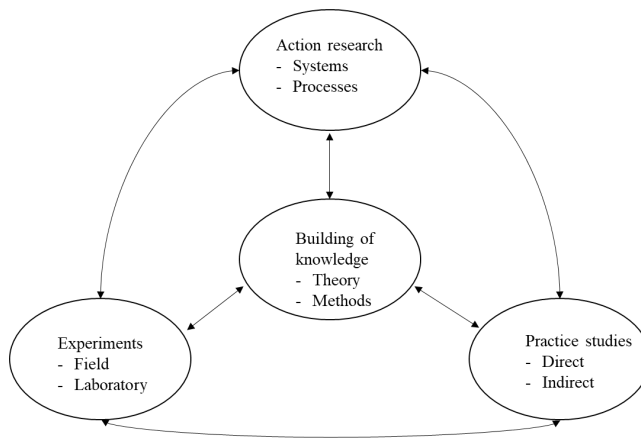 Action research
- Systems
- Processes
Building of
knowledge
- Theory
- Methods
Experiments
- Field
- Laboratory
Practice studies
- Direct
- Indirect